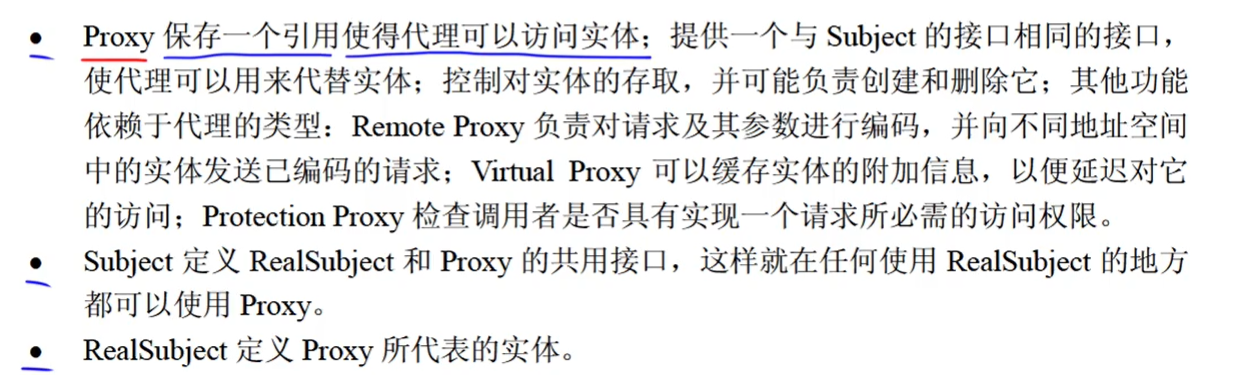 • Proxy 保存一个引用使得代理可以访问实体；提供一个与 Subject 的接口相同的接口，
使代理可以用来代替实体；控制对实体的存取，并可能负责创建和删除它；其他功能
依赖于代理的类型：Remote Proxy 负责对请求及其参数进行编码，并向不同地址空间
中的实体发送已编码的请求；Virtual Proxy 可以缓存实体的附加信息，以便延迟对它
的访问；Protection Proxy 检查调用者是否具有实现一个请求所必需的访问权限。
• Subject 定义 RealSubject 和 Proxy 的共用接口，这样就在任何使用 RealSubject 的地方
都可以使用 Proxy。
• RealSubject 定义 Proxy 所代表的实体。